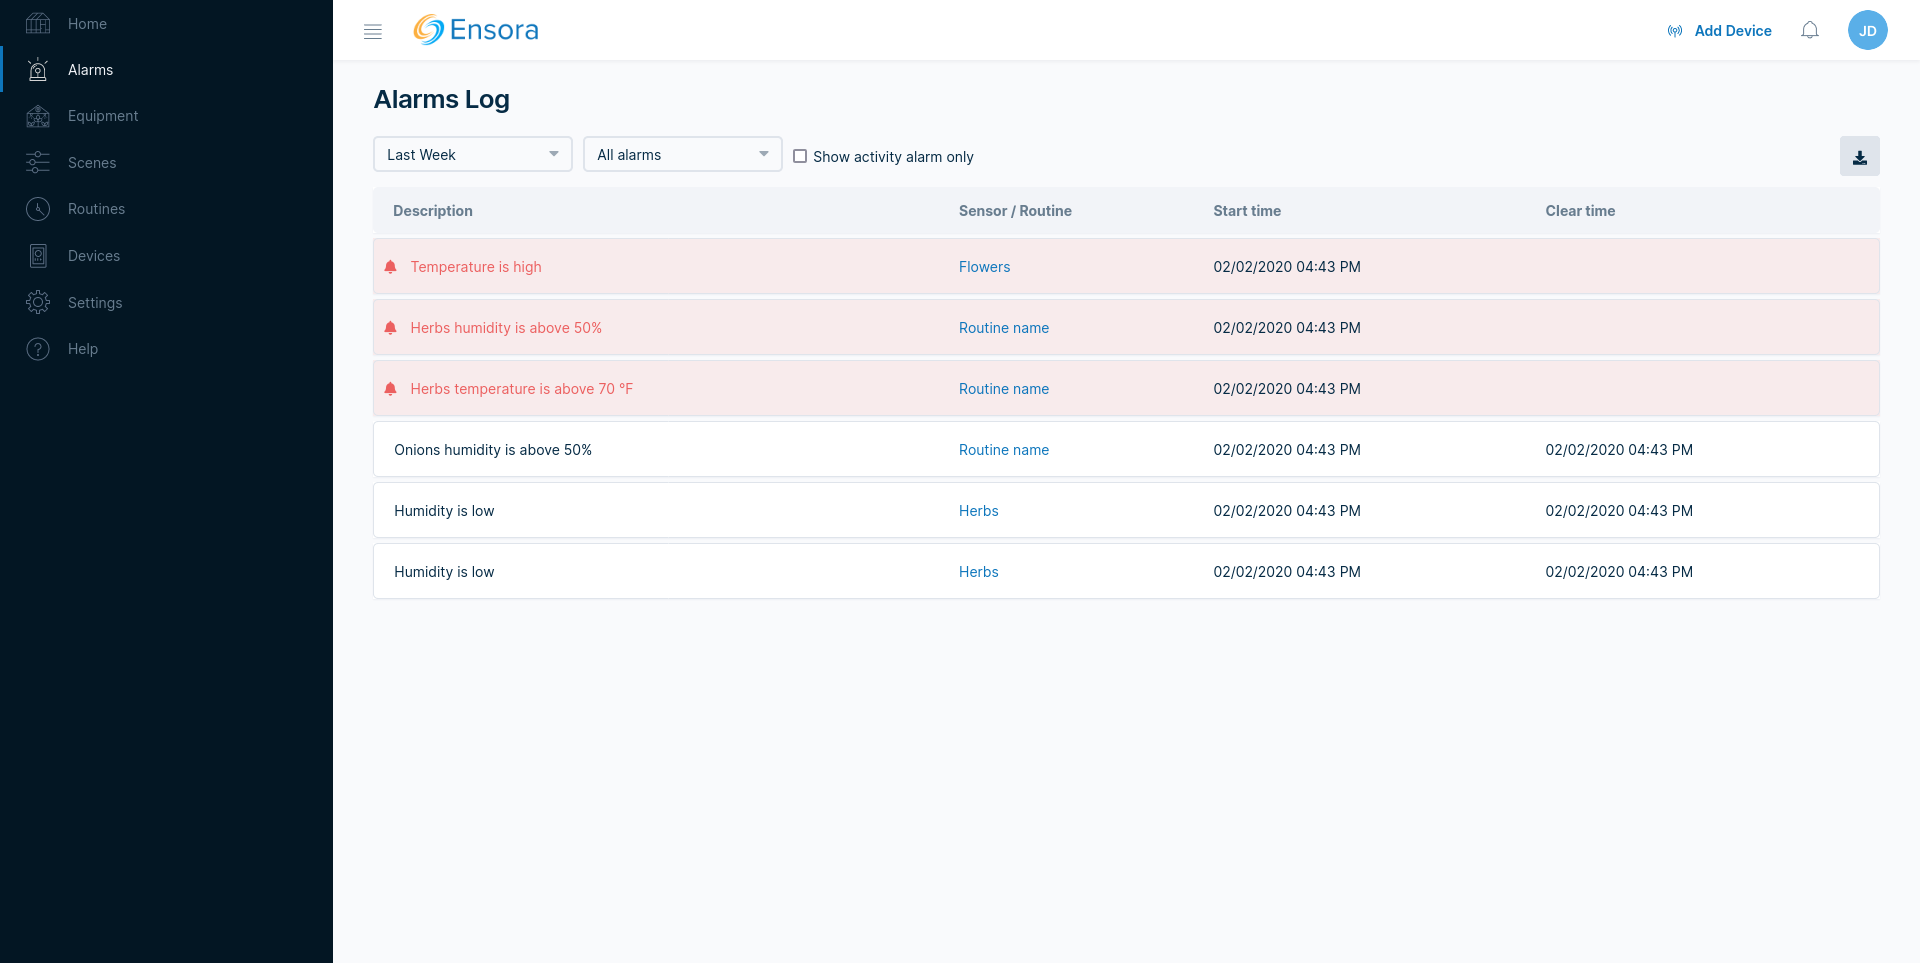 Home
Alarms
Equipment
Scenes
Routines
Devices
Settings
Help
Ensora
Add Device
JD
Alarms Log
Last Week
All alarms
Show activity alarm only
Description Sensor / Routine Start time Clear time
Temperature is high Flowers 02/02/2020 04:43 PM
Herbs humidity is above 50% Routine name 02/02/2020 04:43 PM
Herbs temperature is above 70 °F Routine name 02/02/2020 04:43 PM
Onions humidity is above 50% Routine name 02/02/2020 04:43 PM 02/02/2020 04:43 PM
Humidity is low Herbs 02/02/2020 04:43 PM 02/02/2020 04:43 PM
Humidity is low Herbs 02/02/2020 04:43 PM 02/02/2020 04:43 PM